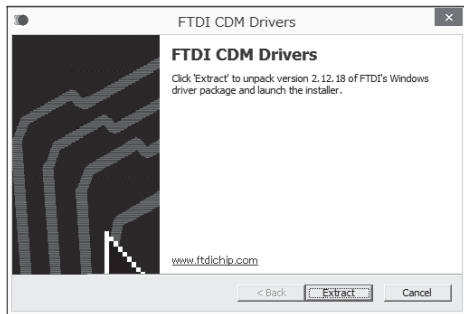 FTDI CDM Drivers
FTDI CDM Drivers
Click 'Extract' to unpack version 2.12.18 of FTDI's Windows
driver package and launch the installer.
www.ftdichip.com
< Back
Extract
Cancel